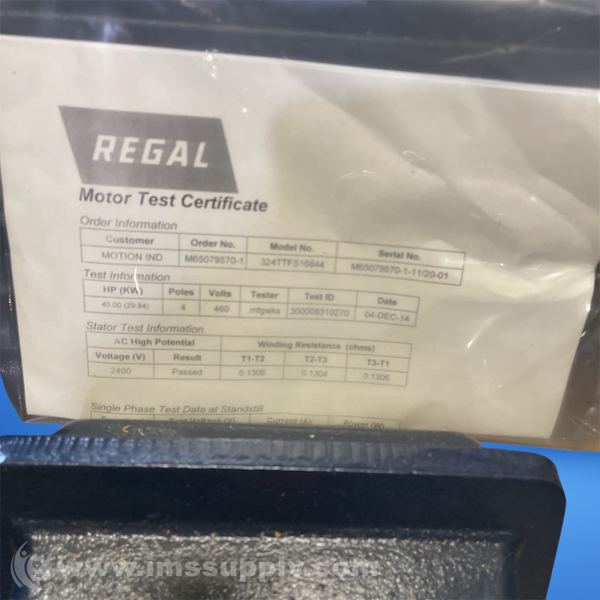 REGAL
Motor Test Certificate
Order Information
Customer Order No. Model No. Serial No.
MOTION IND M65079570-1 324TTFS16844 M65079570-1-11/20-01
Test Information
HP (KW) Poles Volts Tester Test ID Date
40.00 (29.84) 4 460 mfgwks 300008310270 04-DEC-14
Stator Test Information
AC High Potential Winding Resistance (ohms)
Voltage (V) Result T1-T2 T2-T3 T3-T1
2400 Passed 0.1306 0.1304 0.1306
Single Phase Test Data at Standstill
Test Voltage (V) Current (A) Power (W)
www.imssupply.com